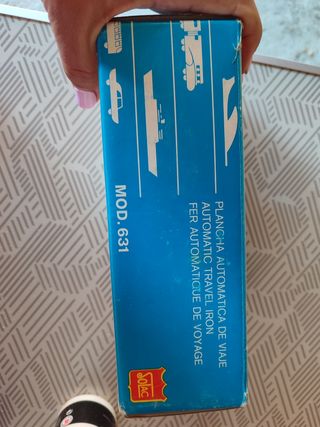 PLANCHA AUTOMATICA DE VIAJE
AUTOMATIC TRAVEL IRON
FER AUTOMATIQUE DE VOYAGE
MOD. 631
SOLAC